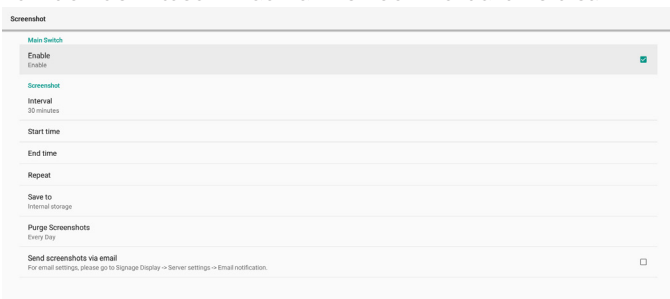 Screenshot
Main Switch
Enable
Enable
Screenshot
Interval
30 minutes
Start time
End time
Repeat
Save to
Internal storage
Purge Screenshots
Every Day
Send screenshots via email
For email settings, please go to Signage Display -> Server settings -> Email notification.